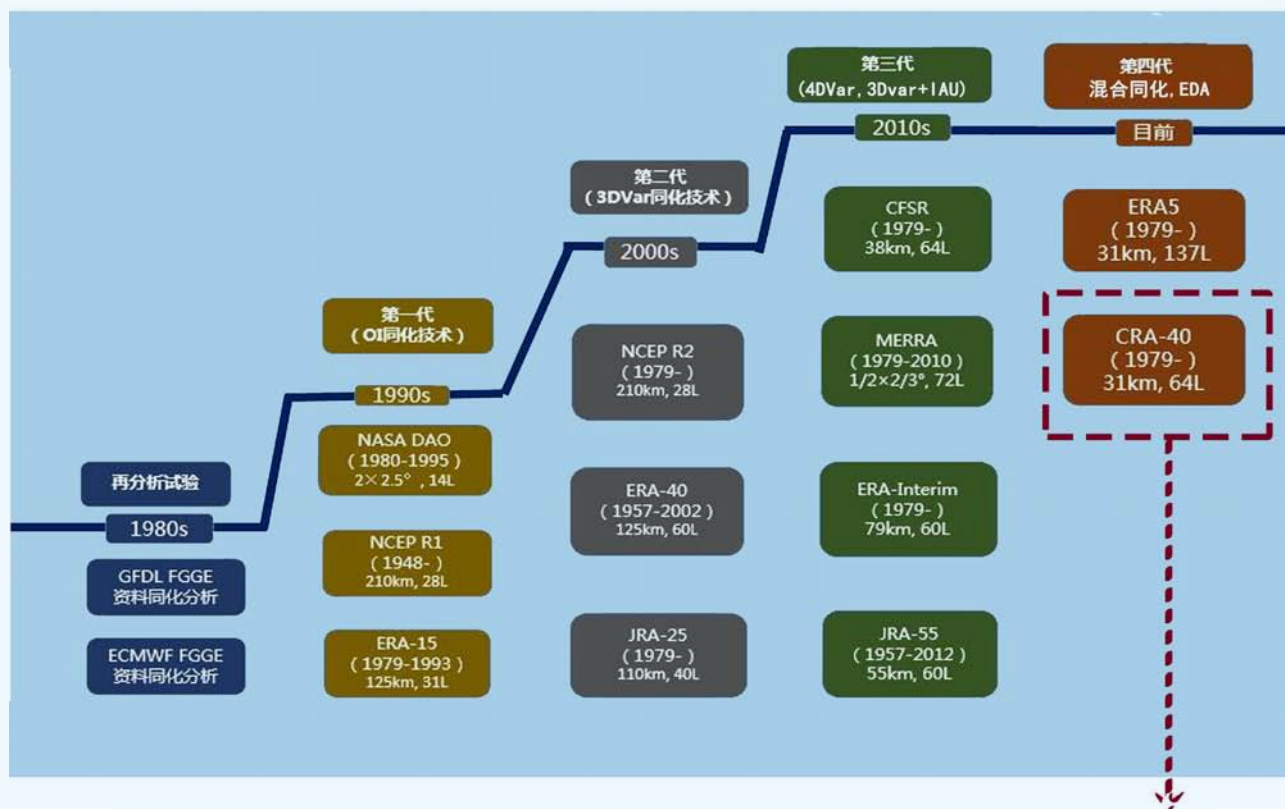 再分析试验
1980s
GFDL FGGE
资料同化分析
ECMWF FGGE
资料同化分析
第一代
（OI同化技术）
1990s
NASA DAO
（1980-1995）
2×2.5°, 14L
NCEP R1
（1948-）
210km, 28L
ERA-15
（1979-1993）
125km, 31L
第二代
（3DVar同化技术）
2000s
NCEP R2
（1979-）
210km, 28L
ERA-40
（1957-2002）
125km, 60L
JRA-25
（1979-）
110km, 40L
第三代
(4DVar, 3Dvar+IAU)
2010s
CFSR
（1979-）
38km, 64L
MERRA
（1979-2010）
1/2×2/3°, 72L
ERA-Interim
（1979-）
79km, 60L
JRA-55
（1957-2012）
55km, 60L
第四代
混合同化, EDA
目前
ERA5
（1979-）
31km, 137L
CRA-40
（1979-）
31km, 64L